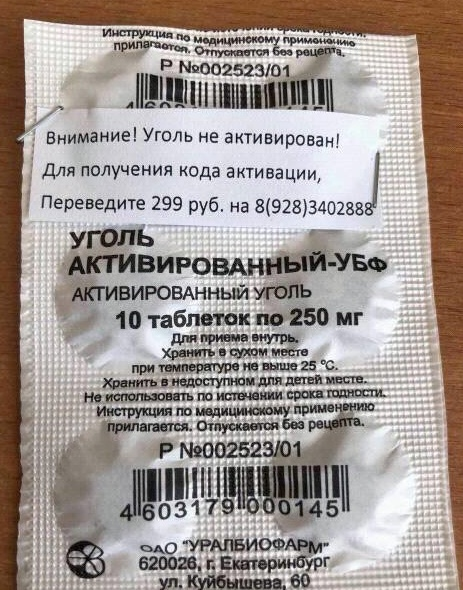 Инструкция по медицинскому применению
прилагается. Отпускается без рецепта.
Р №002523/01
Внимание! Уголь не активирован!
Для получения кода активации,
Переведите 299 руб. на 8(928)3402888
УГОЛЬ
АКТИВИРОВАННЫЙ-УБФ
АКТИВИРОВАННЫЙ УГОЛЬ
10 таблеток по 250 мг
Для приема внутрь.
Хранить в сухом месте
при температуре не выше 25 °С.
Хранить в недоступном для детей месте.
Не использовать по истечении срока годности.
Инструкция по медицинскому применению
прилагается. Отпускается без рецепта.
Р №002523/01
4 603179 000145
ОАО "УРАЛБИОФАРМ"
620026, г. Екатеринбург
ул. Куйбышева, 60